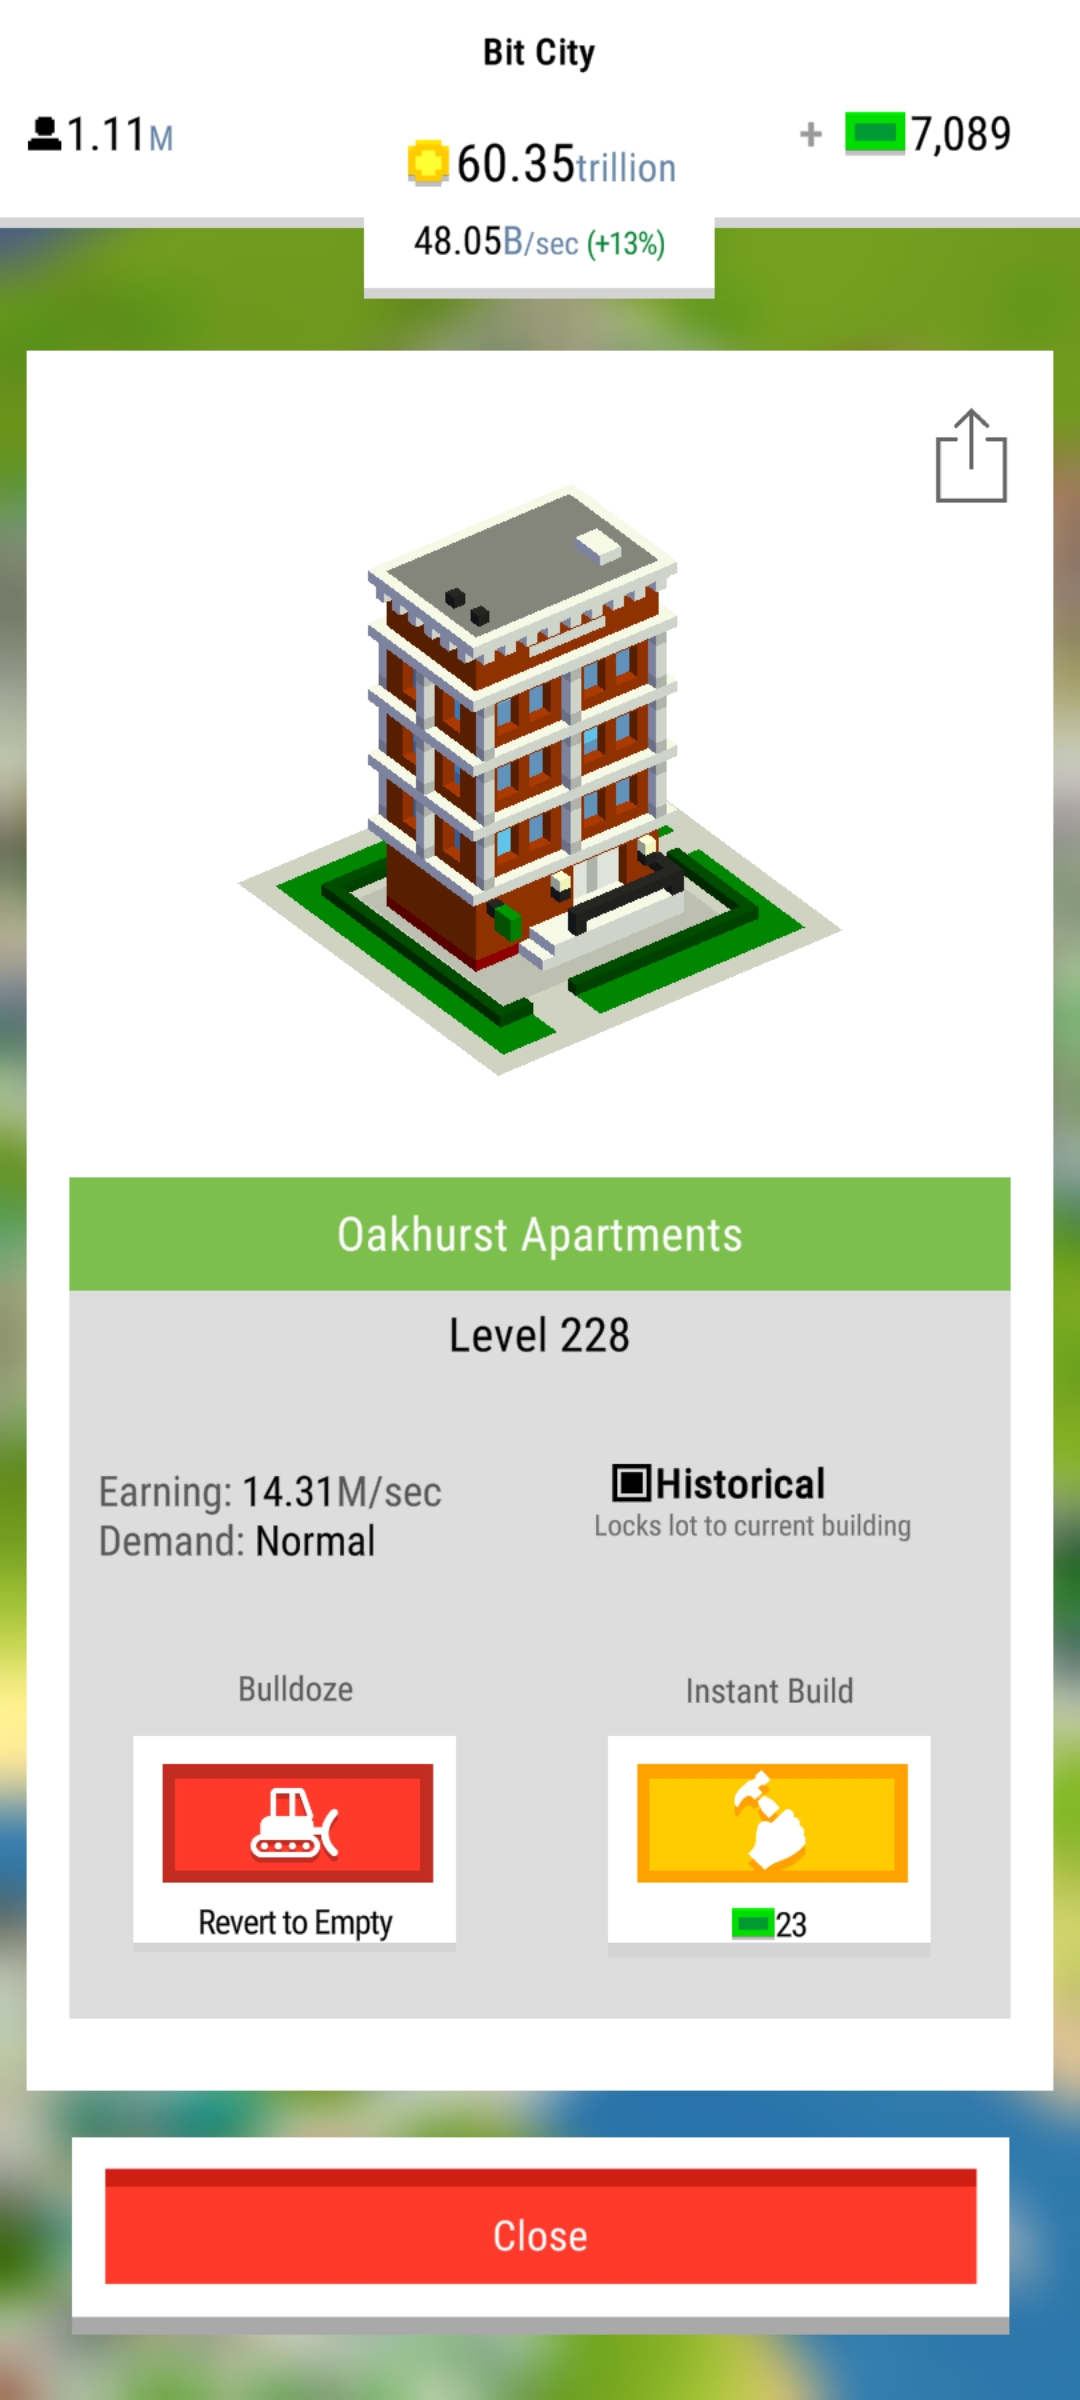 Bit City
1.11M
+ 7,089
60.35trillion
48.05B/sec (+13%)
Oakhurst Apartments
Level 228
Earning: 14.31M/sec
Demand: Normal
Historical
Locks lot to current building
Bulldoze
Revert to Empty
Instant Build
23
Close